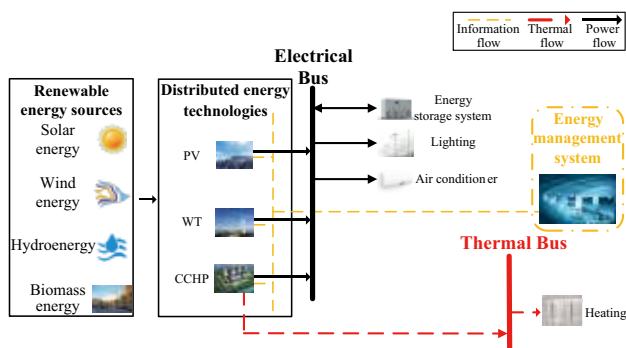 Information flow
Thermal flow
Power flow
Electrical
Bus
Renewable
energy sources
Solar
energy
Wind
energy
Hydroenergy
Biomass
energy
Distributed energy
technologies
PV
WT
CCHP
Energy
storage system
Lighting
Air conditioner
Energy
management
system
Thermal Bus
Heating